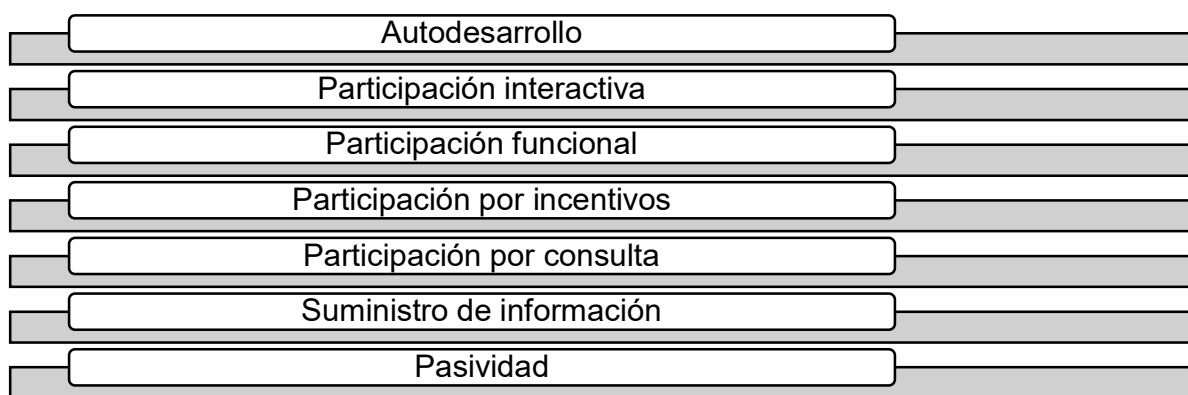 Autodesarrollo
Participación interactiva
Participación funcional
Participación por incentivos
Participación por consulta
Suministro de información
Pasividad